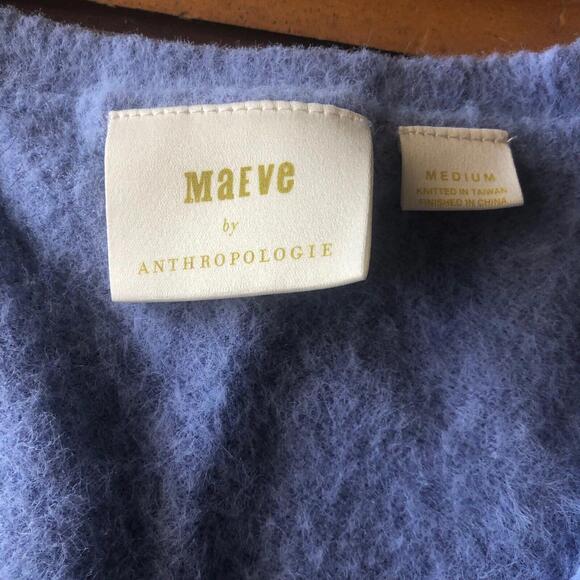 MaEve
by
ANTHROPOLOGIE
MEDIUM
KNITTED IN TAIWAN
FINISHED IN CHINA